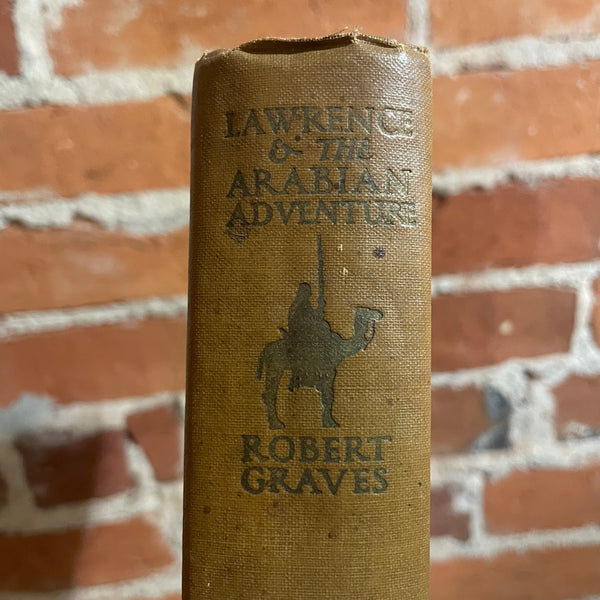 LAWRENCE
& THE
ARABIAN
ADVENTURE
ROBERT
GRAVES